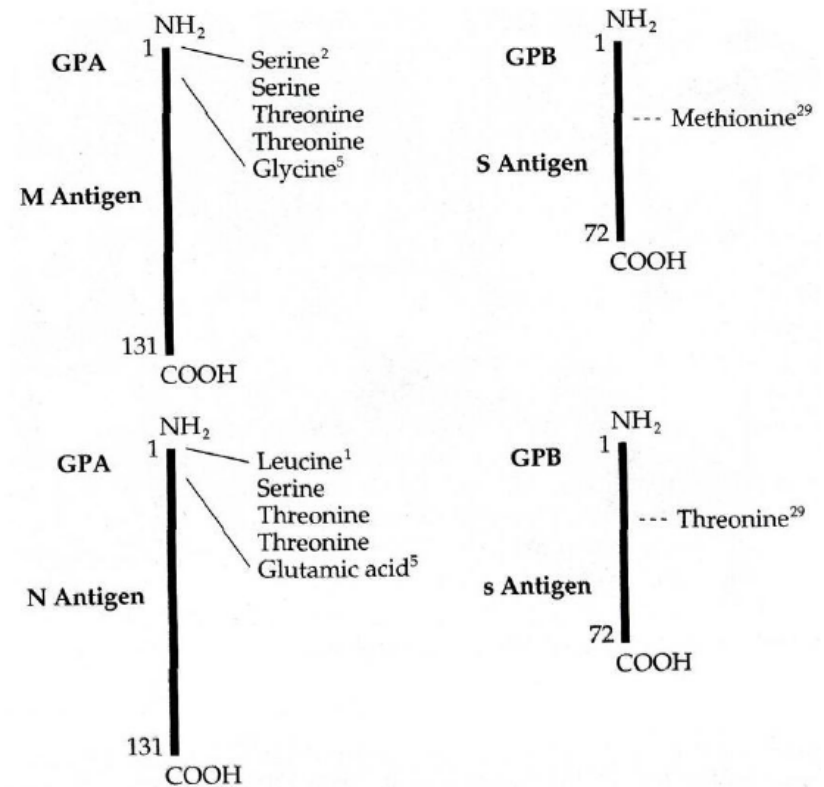 NH2
1
GPA
Serine2
Serine
Threonine
Threonine
Glycine5
M Antigen
131
COOH
NH2
1
GPB
Methionine29
S Antigen
72
COOH
NH2
1
GPA
Leucine1
Serine
Threonine
Threonine
Glutamic acid5
N Antigen
131
COOH
NH2
1
GPB
Threonine29
s Antigen
72
COOH